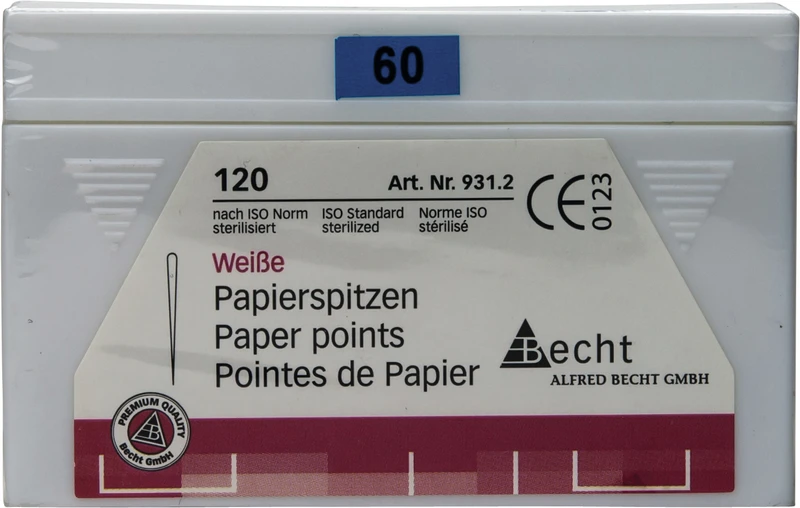 60
120 Art. Nr. 931.2
nach ISO Norm ISO Standard Norme ISO
sterilisiert sterilized stérilisé
CE 0123
Weiße
Papierspitzen
Paper points
Pointes de Papier
Becht
ALFRED BECHT GMBH
PREMIUM QUALITY
B
Becht GmbH